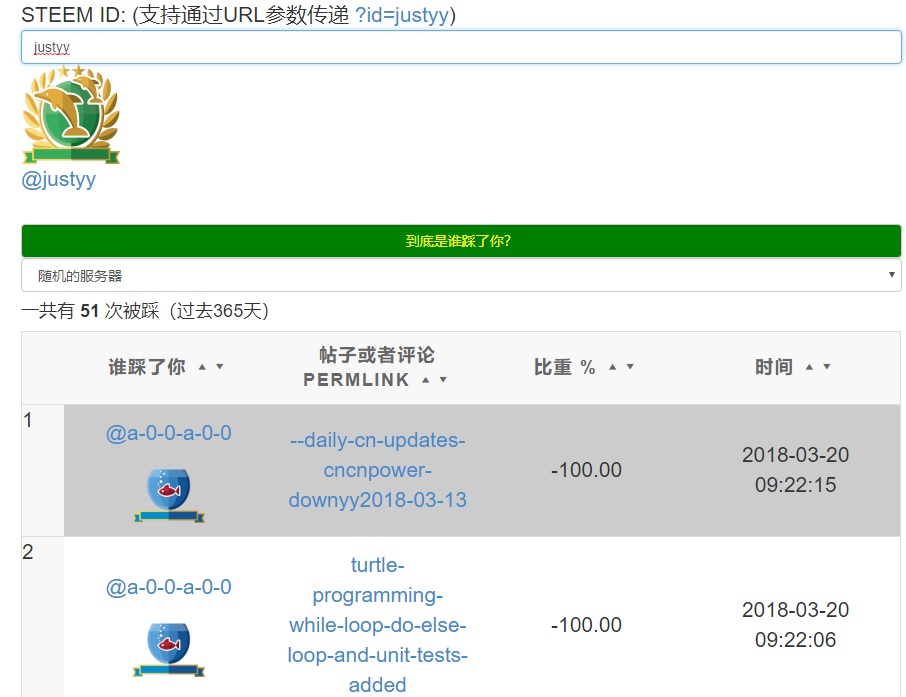 STEEM ID: (支持通过URL参数传递 ?id=justyy)
justyy
@justyy
到底是谁踩了你?
随机的服务器
一共有 51 次被踩（过去365天）
谁踩了你 ▲ ▼
帖子或者评论
PERMLINK ▲ ▼
比重 % ▲ ▼
时间 ▲ ▼
1
@a-0-0-a-0-0
--daily-cn-updates-
cncnpower-
downyy2018-03-13
-100.00
2018-03-20
09:22:15
2
@a-0-0-a-0-0
turtle-
programming-
while-loop-do-else-
loop-and-unit-tests-
added
-100.00
2018-03-20
09:22:06